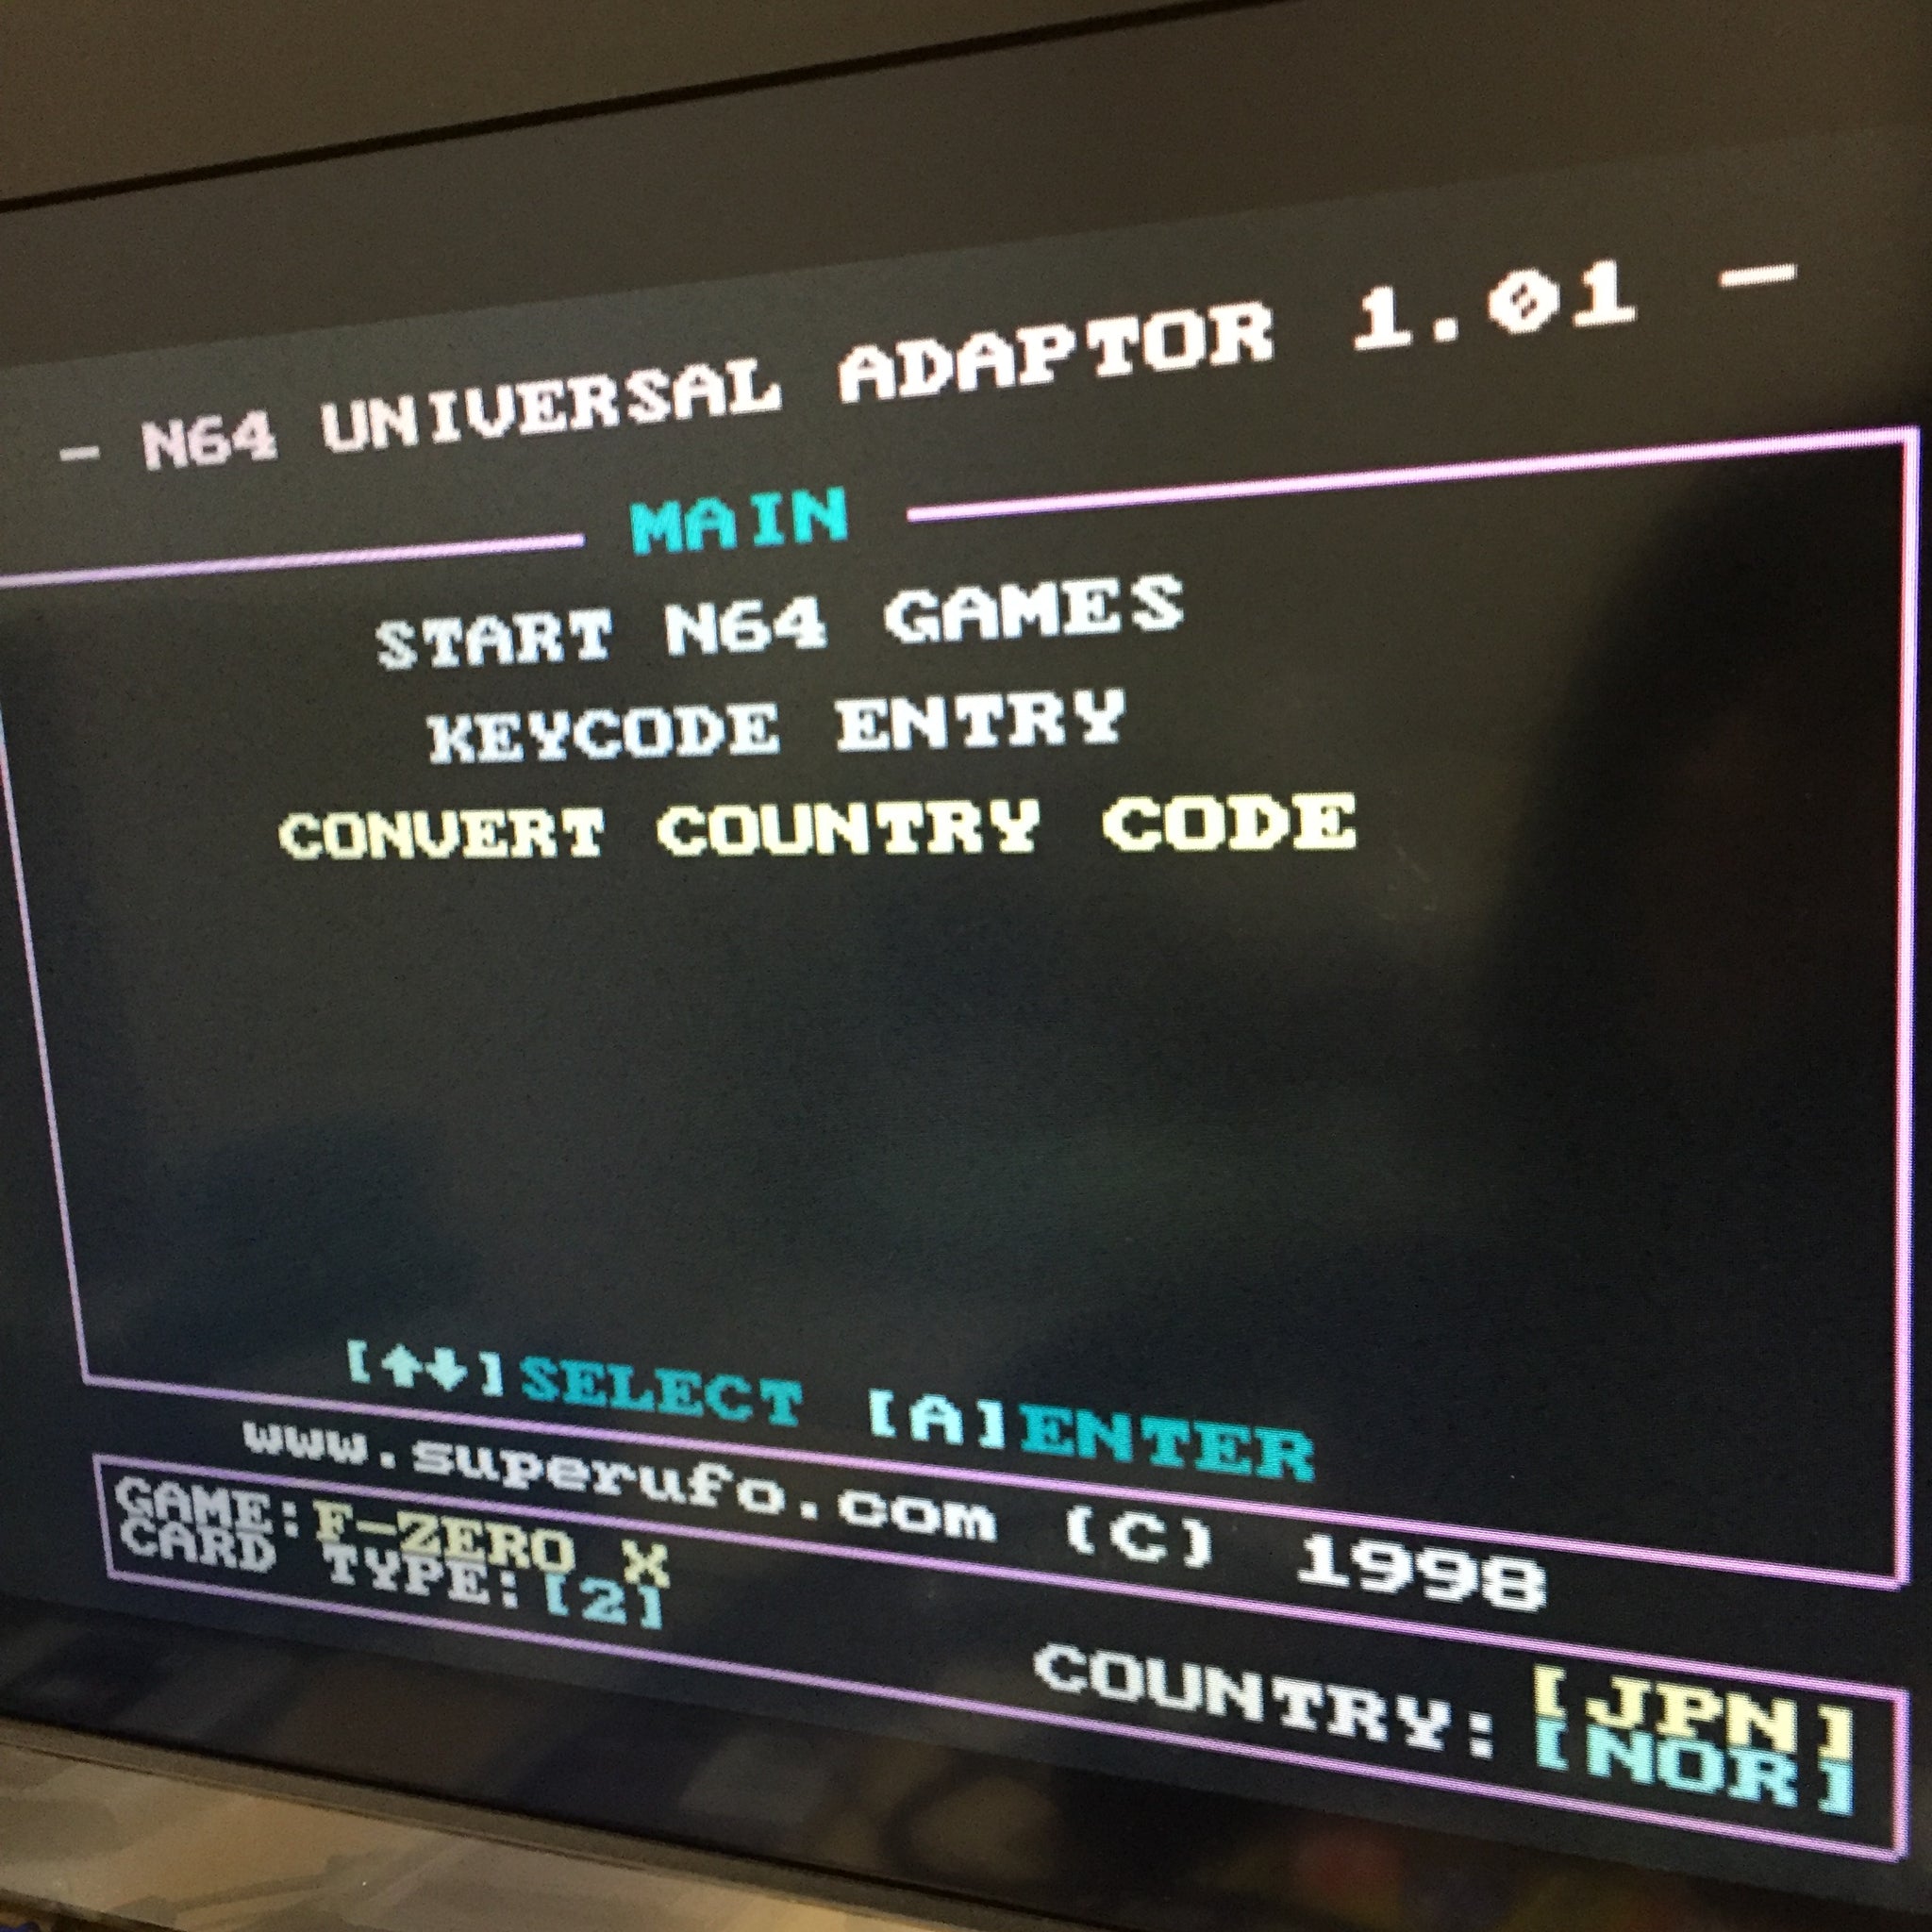 - N64 UNIVERSAL ADAPTOR 1.01 -
MAIN
START N64 GAMES
KEYCODE ENTRY
CONVERT COUNTRY CODE
[↑↓]SELECT [A]ENTER
www.superufo.com (C) 1998
GAME:F-ZERO X
CARD TYPE:[2]
COUNTRY:[JPN]
[NOR]